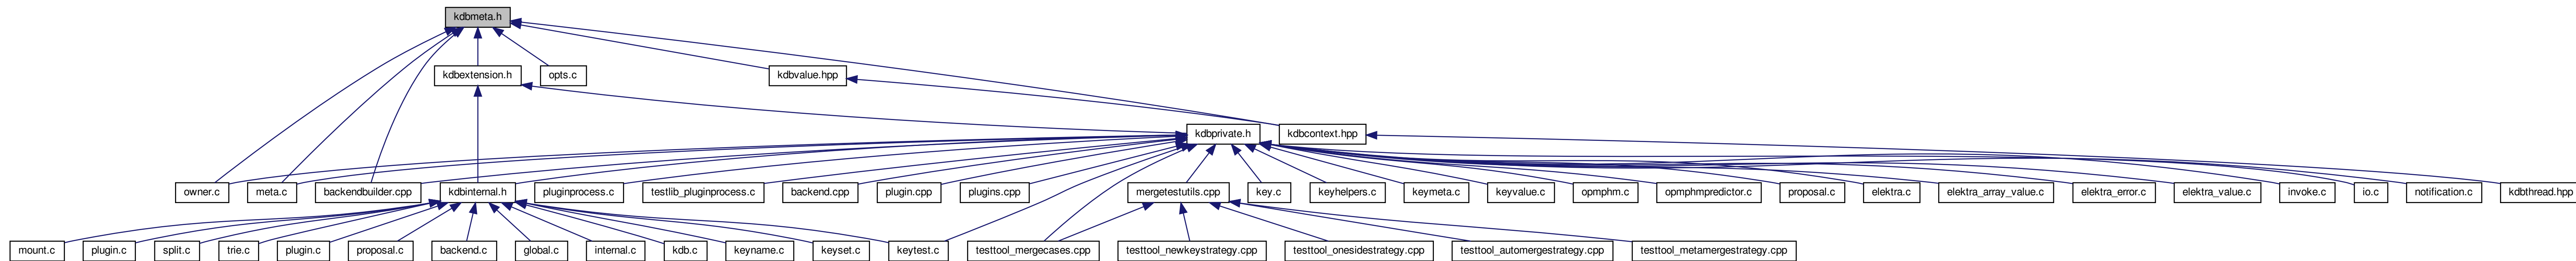 kdbmeta.h
kdbextension.h
opts.c
kdbvalue.hpp
kdbprivate.h
kdbcontext.hpp
owner.c
meta.c
backendbuilder.cpp
kdbinternal.h
pluginprocess.c
testlib_pluginprocess.c
backend.cpp
plugin.cpp
plugins.cpp
mergetestutils.cpp
key.c
keyhelpers.c
keymeta.c
keyvalue.c
opmphm.c
opmphmpredictor.c
proposal.c
elektra.c
elektra_array_value.c
elektra_error.c
elektra_value.c
invoke.c
io.c
notification.c
kdbthread.hpp
mount.c
plugin.c
split.c
trie.c
plugin.c
proposal.c
backend.c
global.c
internal.c
kdb.c
keyname.c
keyset.c
keytest.c
testtool_mergecases.cpp
testtool_newkeystrategy.cpp
testtool_onesidestrategy.cpp
testtool_automergestrategy.cpp
testtool_metamergestrategy.cpp